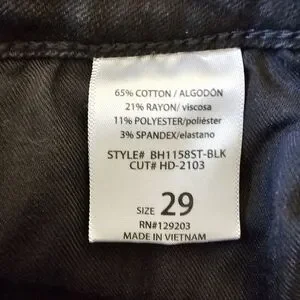 65% COTTON / ALGODÓN
21% RAYON/ viscosa
11% POLYESTER/poliéster
3% SPANDEX/elastano
STYLE# BH1158ST-BLK
CUT# HD-2103
SIZE 29
RN#129203
MADE IN VIETNAM